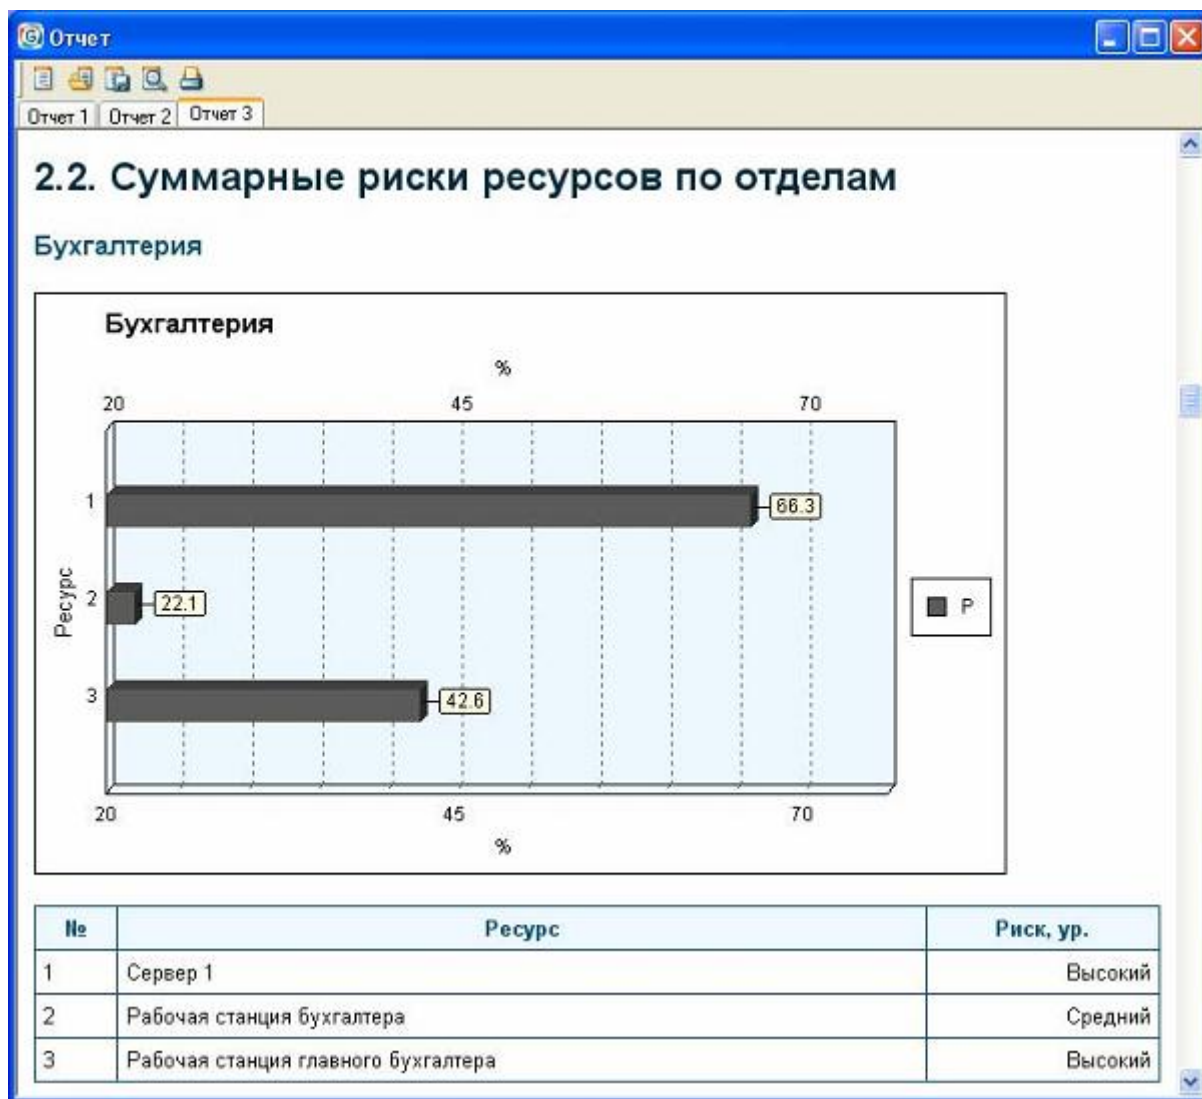 Отчет
Отчет 1 Отчет 2 Отчет 3
2.2. Суммарные риски ресурсов по отделам
Бухгалтерия
Бухгалтерия
%
20 45 70
1 66.3
Ресурс
2 22.1
P
3 42.6
20 45 70
%
№ Ресурс Риск, ур.
1 Сервер 1 Высокий
2 Рабочая станция бухгалтера Средний
3 Рабочая станция главного бухгалтера Высокий